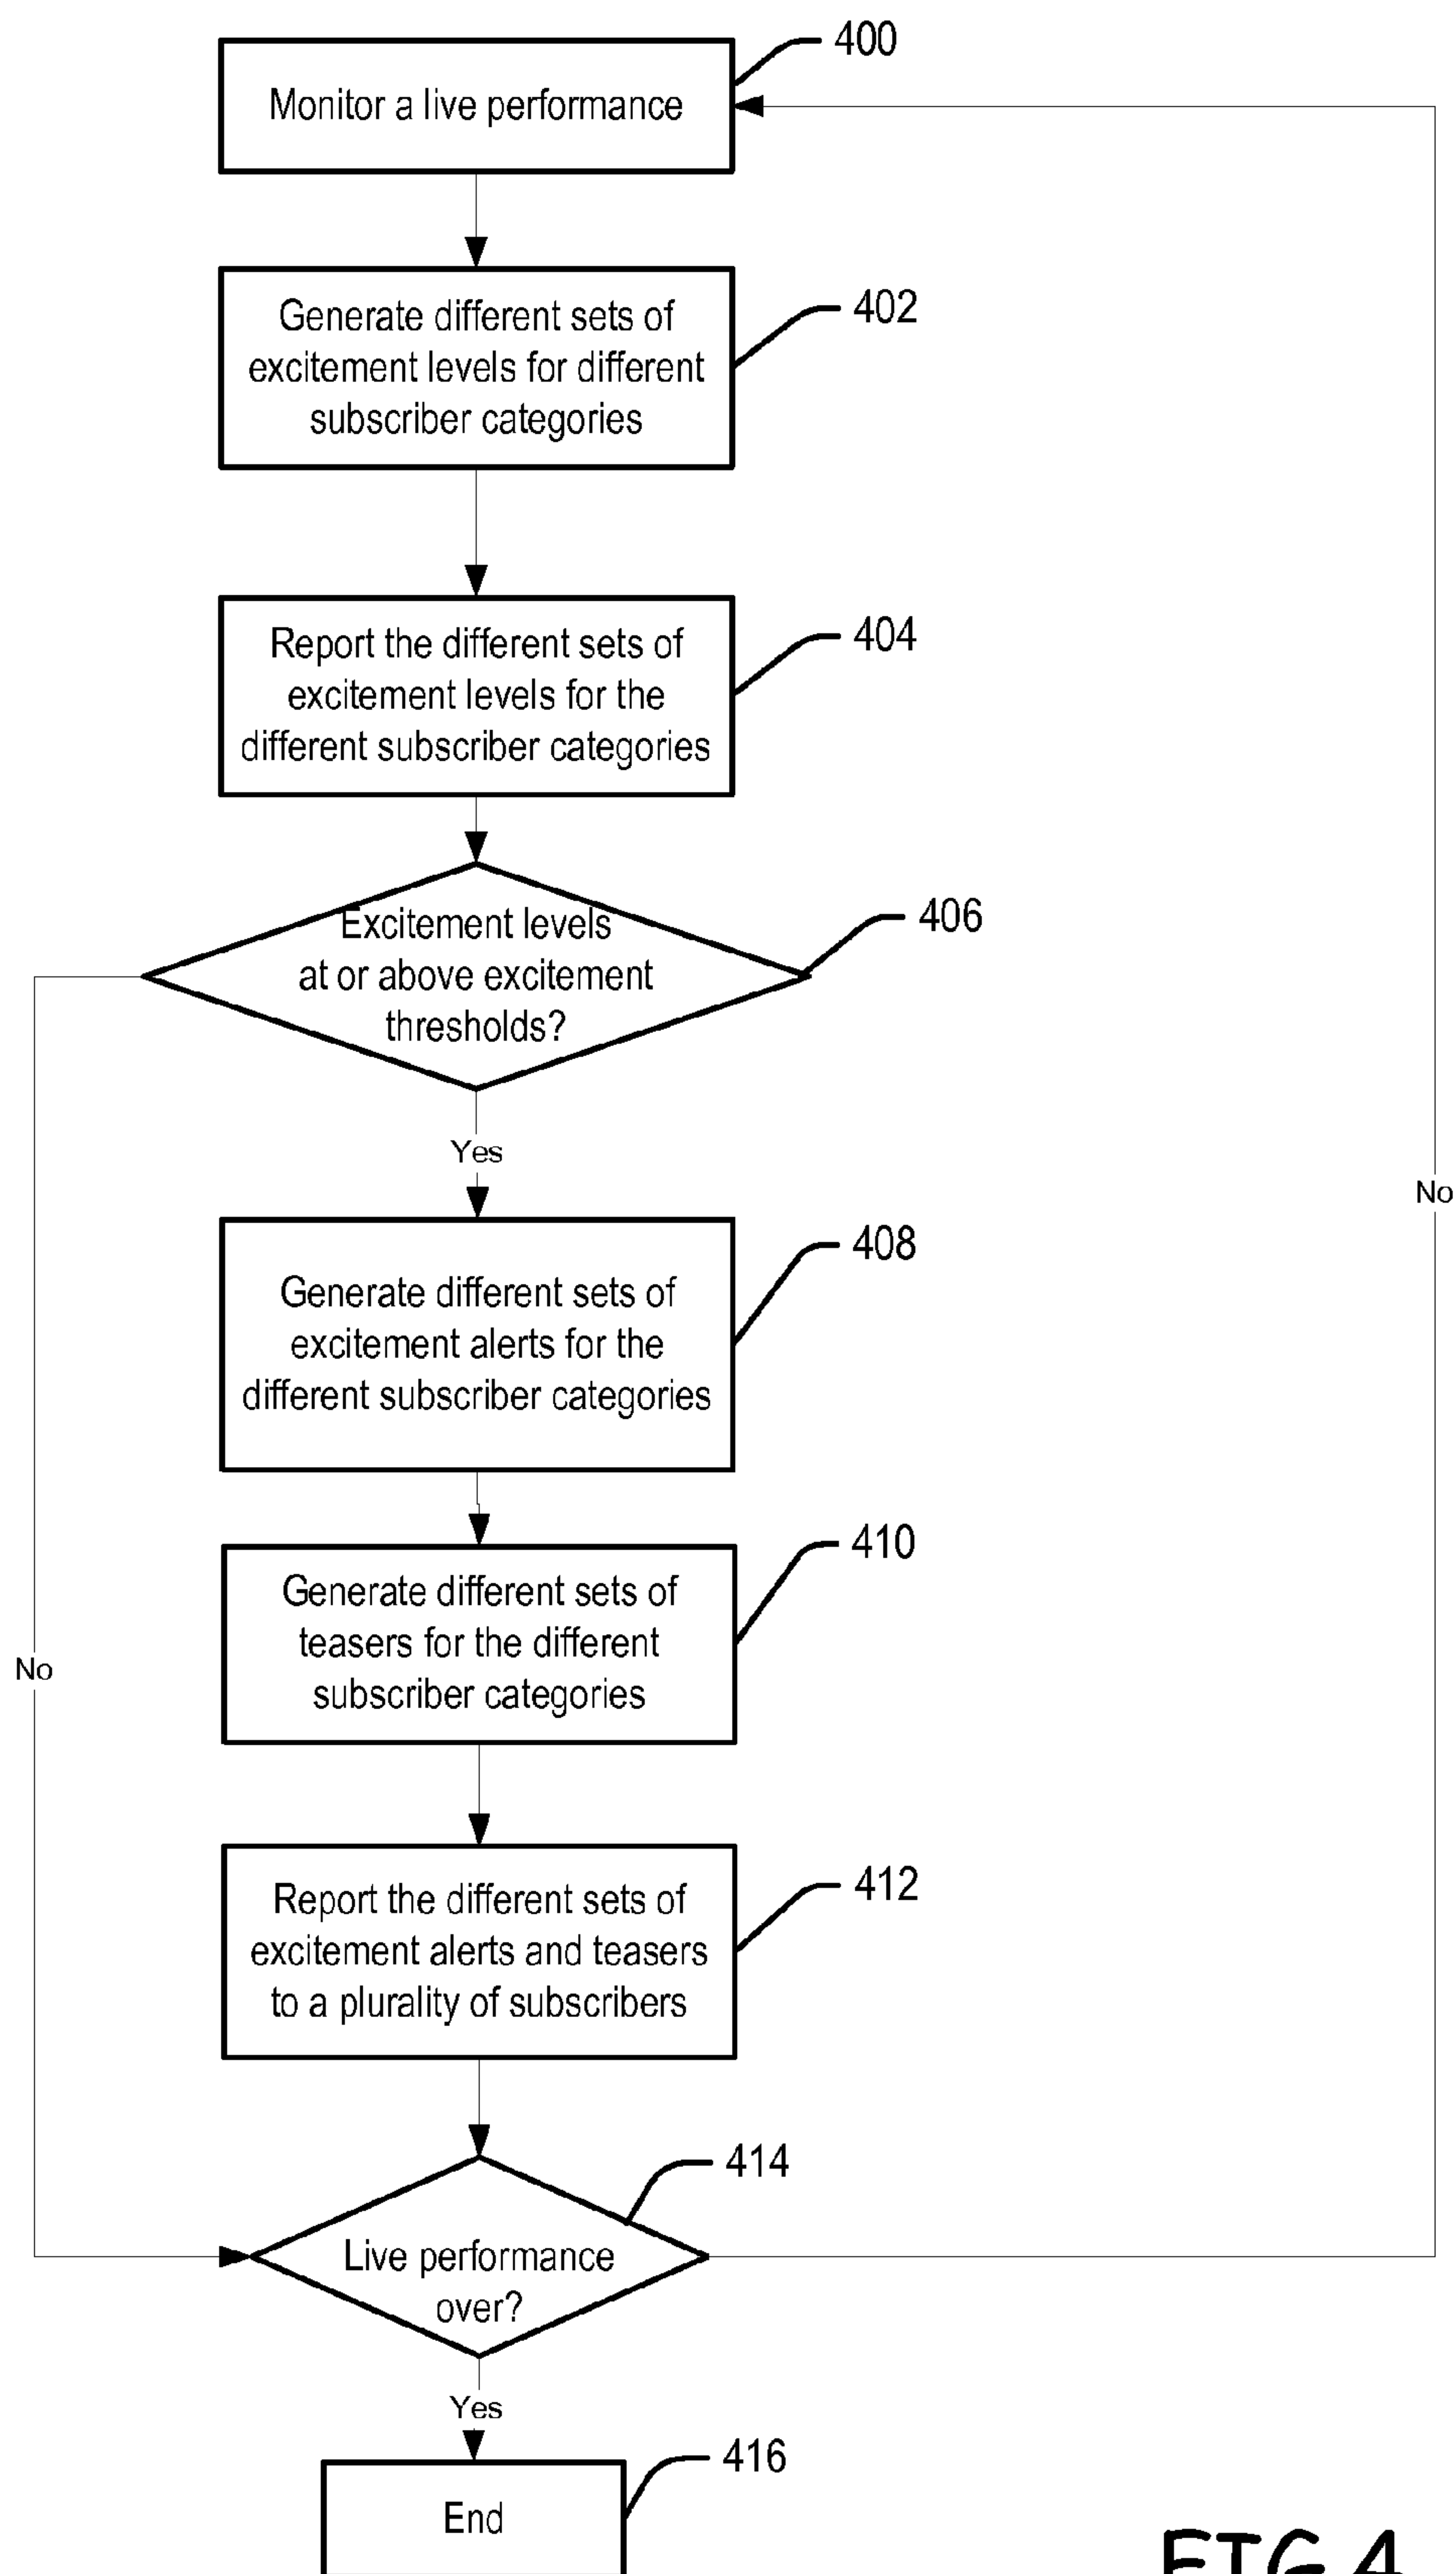 400
Monitor a live performance
402
Generate different sets of
excitement levels for different
subscriber categories
404
Report the different sets of
excitement levels for the
different subscriber categories
406
Excitement levels
at or above excitement
thresholds?
Yes
No
408
Generate different sets of
excitement alerts for the
different subscriber categories
410
Generate different sets of
teasers for the different
subscriber categories
No
412
Report the different sets of
excitement alerts and teasers
to a plurality of subscribers
414
Live performance
over?
Yes
416
End
FIG.4